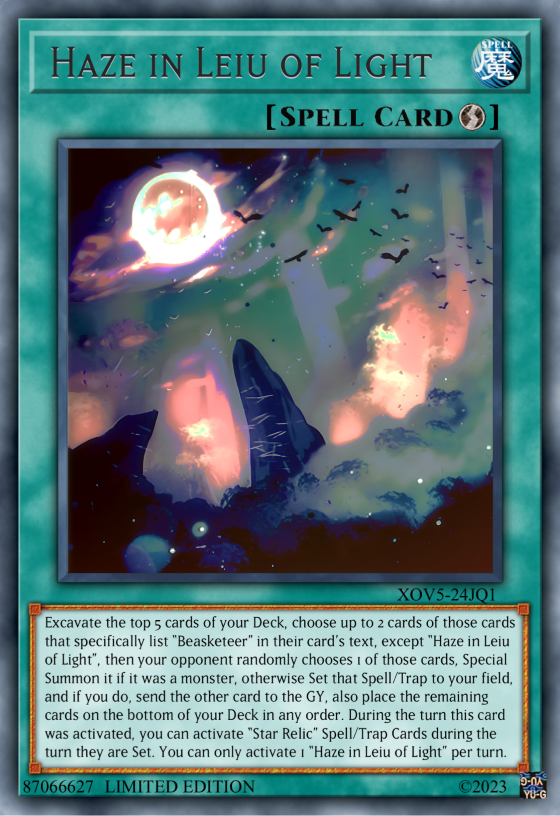 Haze in Leiu of Light
SPELL
魔
[Spell Card]
XOV5-24JQ1
Excavate the top 5 cards of your Deck, choose up to 2 cards of those cards
that specifically list "Beasketeer" in their card's text, except "Haze in Leiu
of Light", then your opponent randomly chooses 1 of those cards, Special
Summon it if it was a monster, otherwise Set that Spell/Trap to your field,
and if you do, send the other card to the GY, also place the remaining
cards on the bottom of your Deck in any order. During the turn this card
was activated, you can activate "Star Relic" Spell/Trap Cards during the
turn they are Set. You can only activate 1 "Haze in Leiu of Light" per turn.
87066627 LIMITED EDITION
©2023